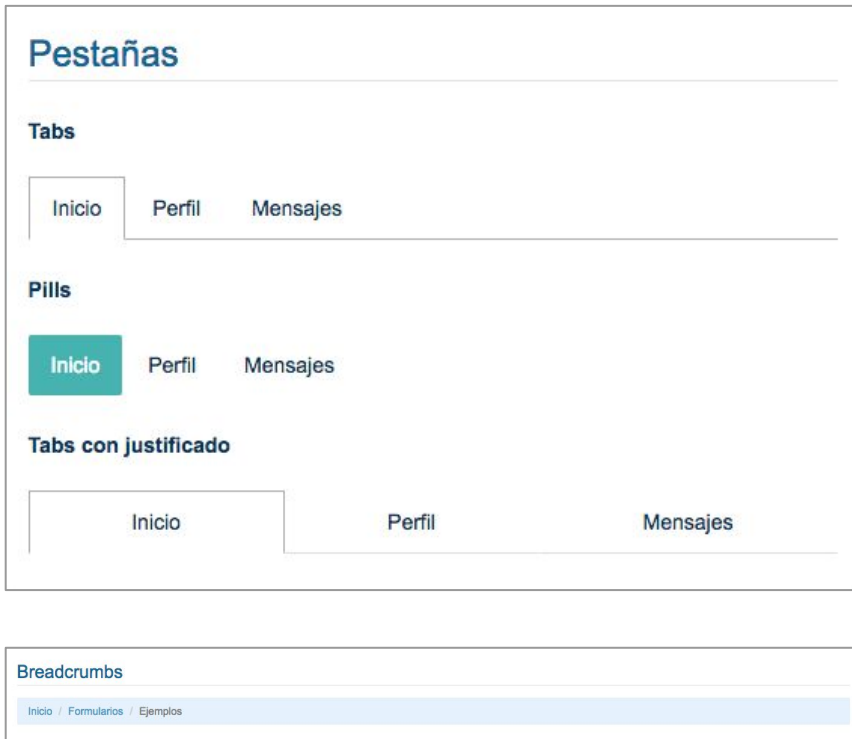 Pestañas
Tabs
Inicio Perfil Mensajes
Pills
Inicio Perfil Mensajes
Tabs con justificado
Inicio Perfil Mensajes
Breadcrumbs
Inicio / Formularios / Ejemplos